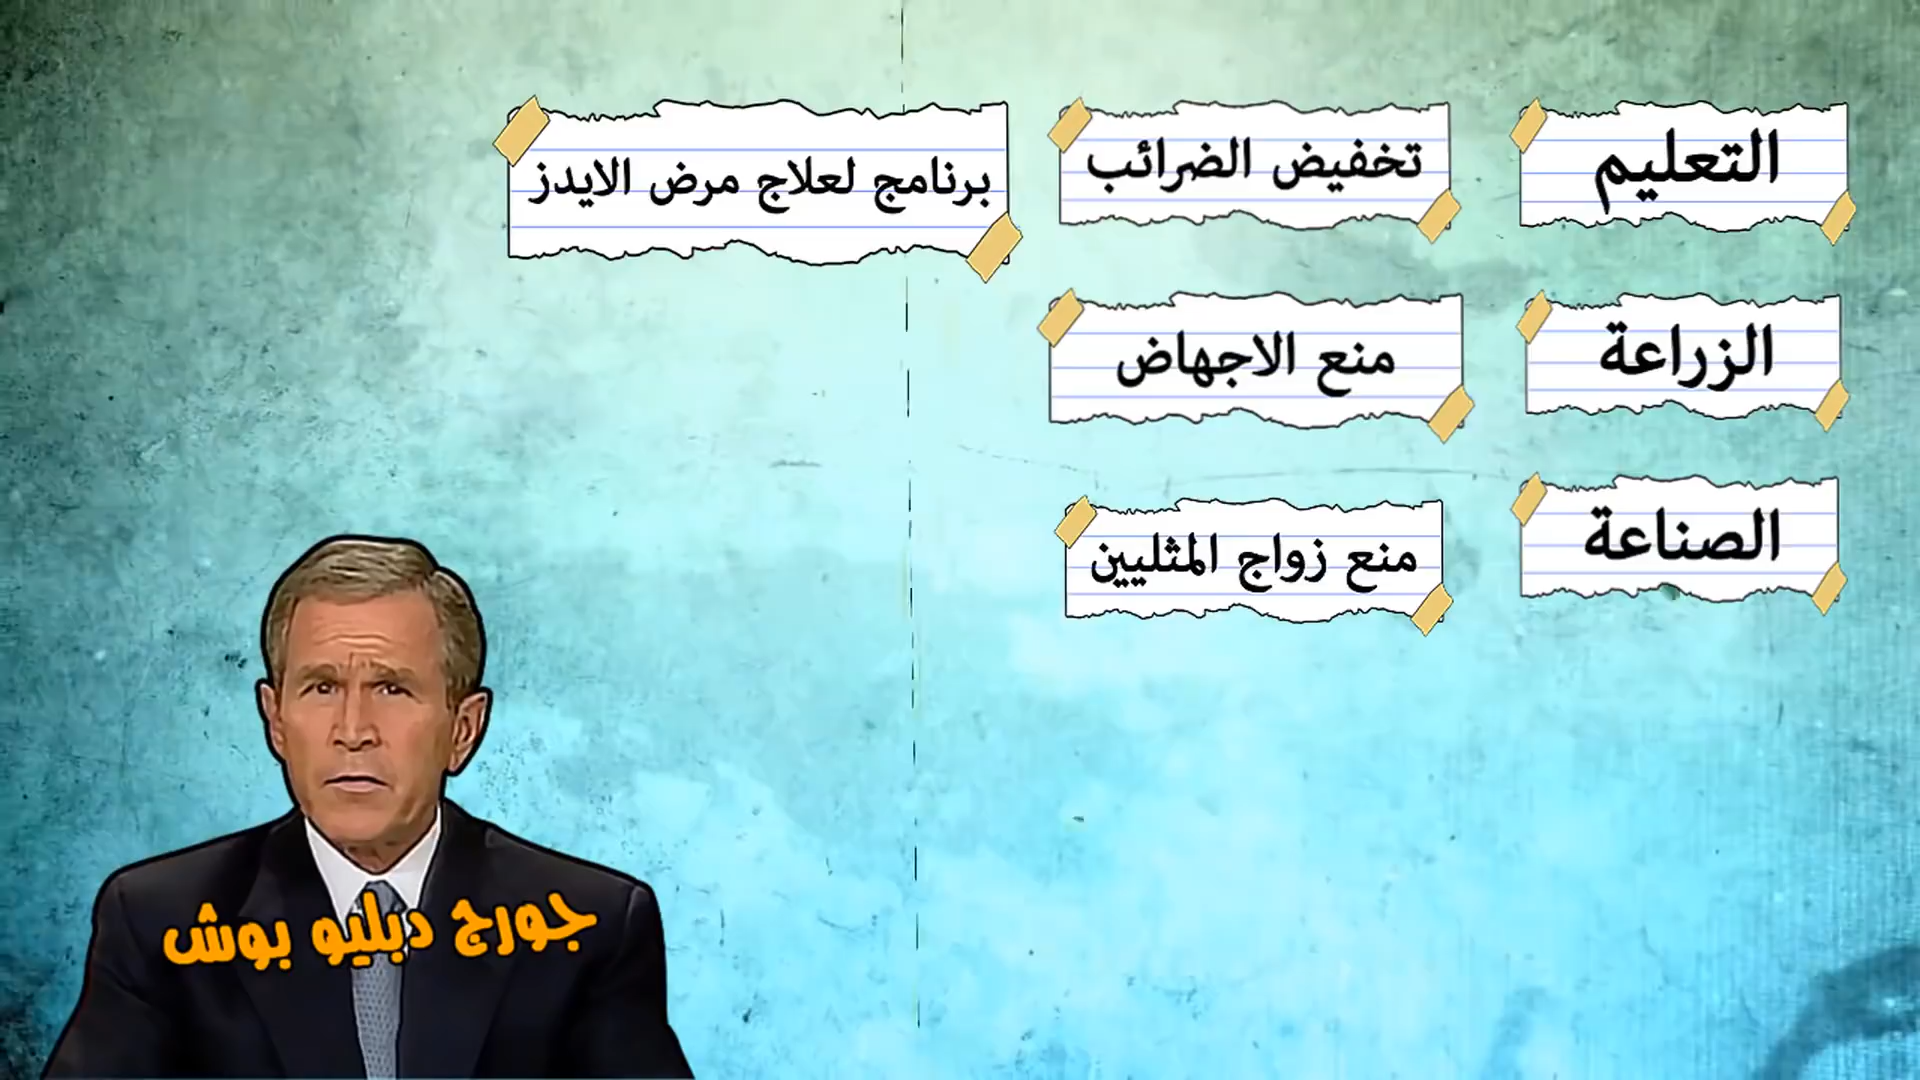 التعليم
تخفيض الضرائب
برنامج لعلاج مرض الايدز
الزراعة
منع الاجهاض
الصناعة
منع زواج المثليين
جورج دبليو بوش